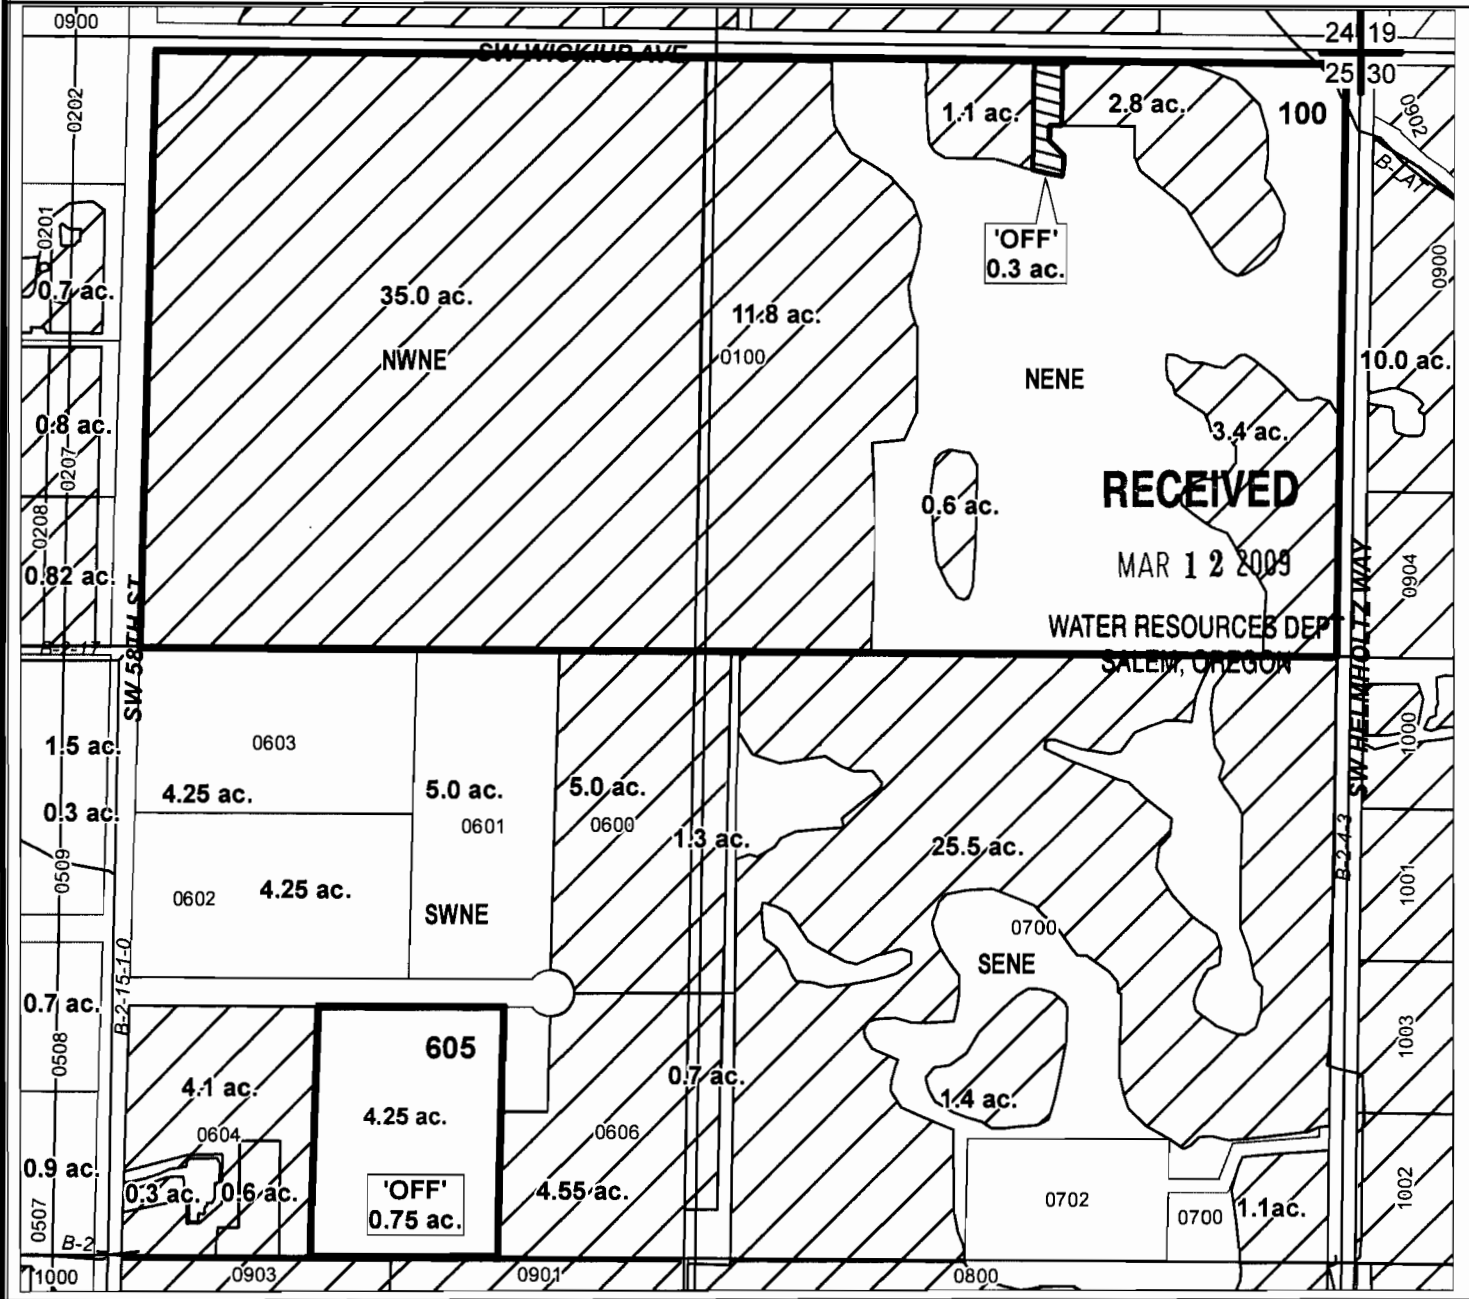 0900
SW WICKIUP AVE
24 19
25 30
0202
1.1 ac.
2.8 ac.
100
0902
B-LAT
0201
'OFF'
0.3 ac.
0900
0.7 ac.
35.0 ac.
11.8 ac.
NWNE
0100
NENE
10.0 ac.
0.8 ac.
0207
3.4 ac.
RECEIVED
0.6 ac.
0208
MAR 12 2009
0904
0.82 ac.
SW 58TH ST
WATER RESOURCES DEPT
SALEM, OREGON
SW HELMHOLTZ WAY
B-2-17
1.5 ac.
0603
1000
4.25 ac.
5.0 ac.
5.0 ac.
0.3 ac.
0601
0600
1.3 ac.
25.5 ac.
B-2-4-3
0509
0602
4.25 ac.
SWNE
1001
0700
SENE
B-2-15-1-0
0.7 ac.
0508
605
1003
4.1 ac.
0.7 ac.
1.4 ac.
4.25 ac.
0604
0606
0.9 ac.
0.3 ac.
0.6 ac.
'OFF'
0.75 ac.
4.55 ac.
0702
0700
1.1ac.
1002
0507
B-2
1000
0903
0901
0800